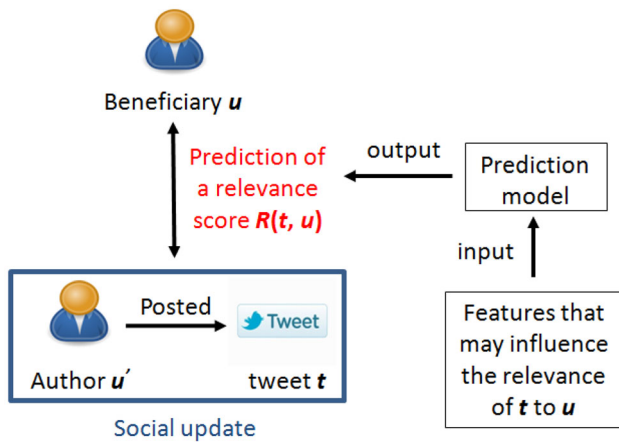 Beneficiary u
Prediction of
a relevance
score R(t, u)
output
Prediction
model
input
Features that
may influence
the relevance
of t to u
Posted
Tweet
Author u′
tweet t
Social update